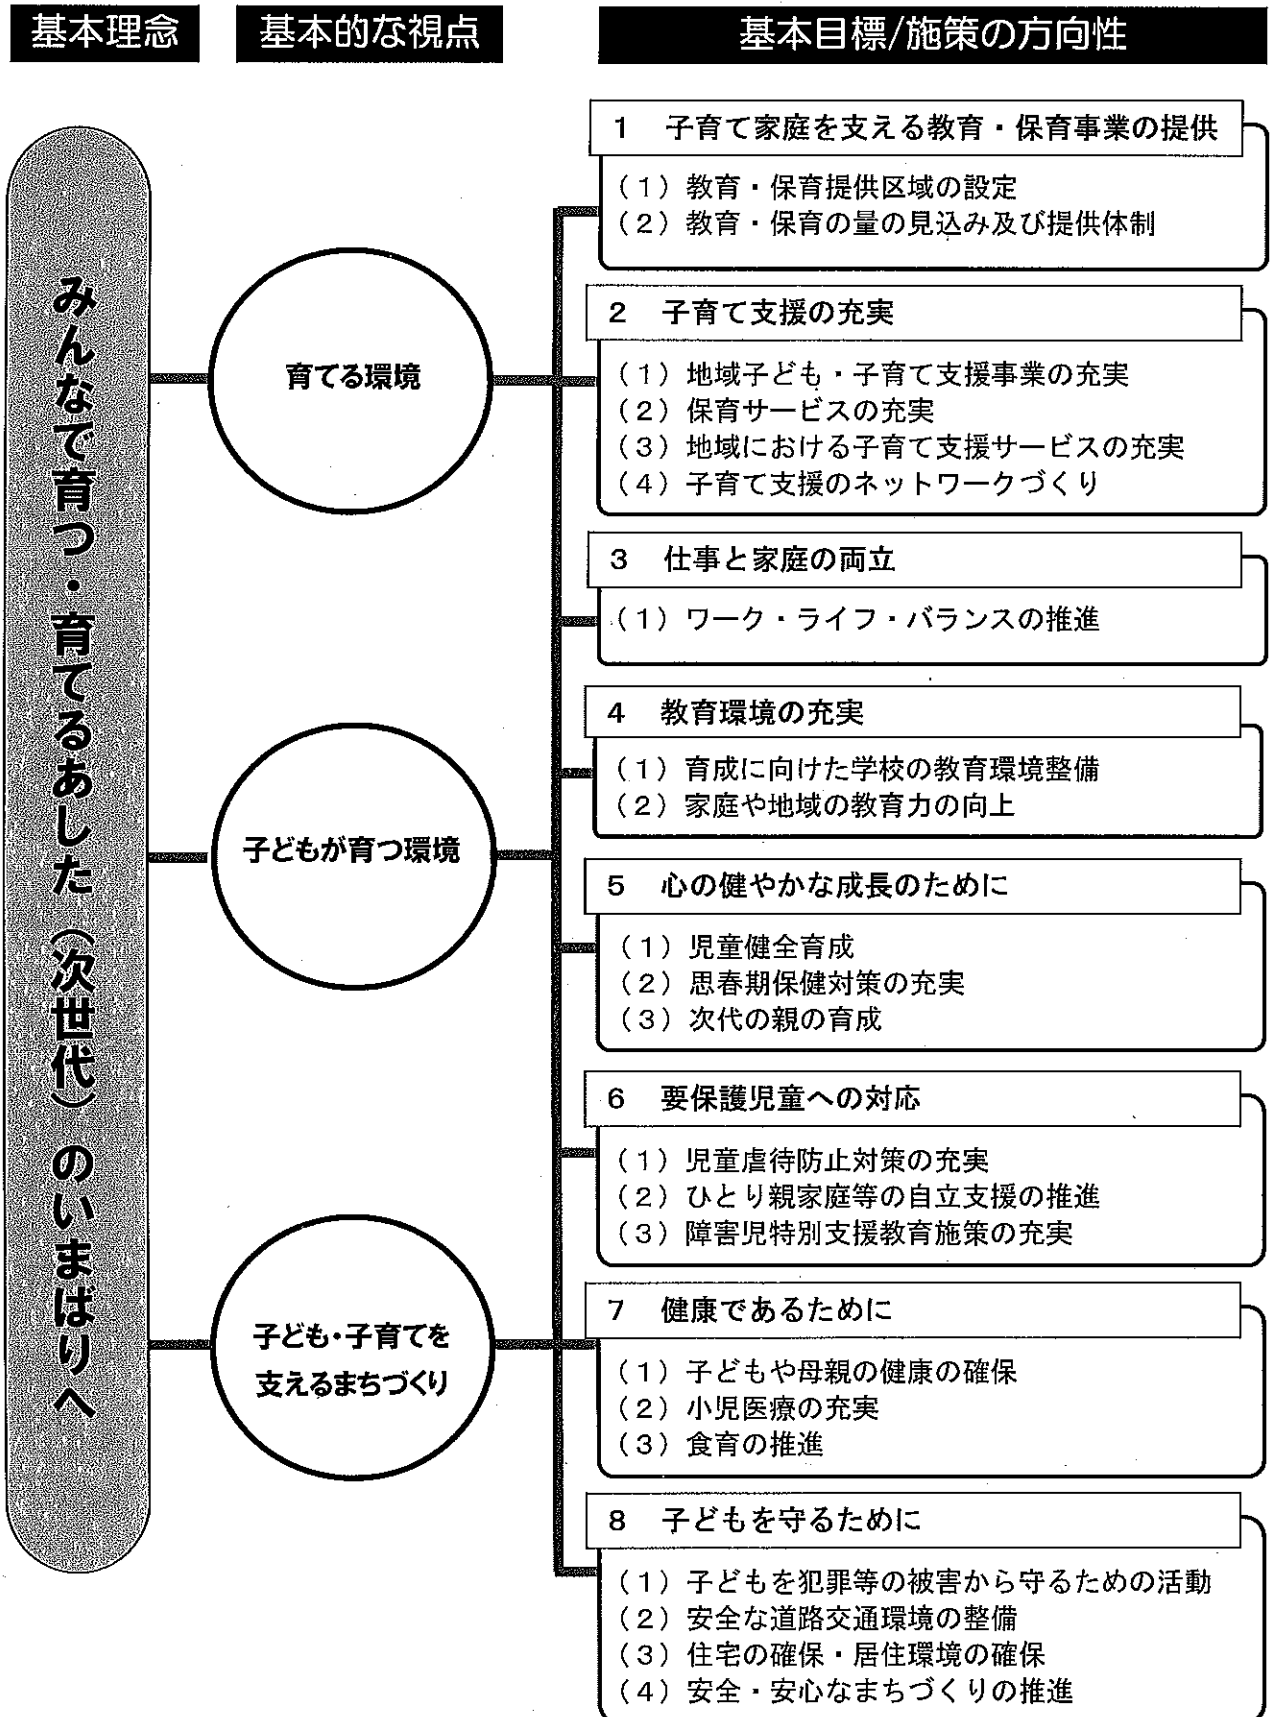 基本理念
基本的な視点
基本目標/施策の方向性
みんなで育つ・育てるあした（次世代）のいまばりへ
育てる環境
子どもが育つ環境
子ども・子育てを
支えるまちづくり
1 子育て家庭を支える教育・保育事業の提供
（1）教育・保育提供区域の設定
（2）教育・保育の量の見込み及び提供体制
2 子育て支援の充実
（1）地域子ども・子育て支援事業の充実
（2）保育サービスの充実
（3）地域における子育て支援サービスの充実
（4）子育て支援のネットワークづくり
3 仕事と家庭の両立
（1）ワーク・ライフ・バランスの推進
4 教育環境の充実
（1）育成に向けた学校の教育環境整備
（2）家庭や地域の教育力の向上
5 心の健やかな成長のために
（1）児童健全育成
（2）思春期保健対策の充実
（3）次代の親の育成
6 要保護児童への対応
（1）児童虐待防止対策の充実
（2）ひとり親家庭等の自立支援の推進
（3）障害児特別支援教育施策の充実
7 健康であるために
（1）子どもや母親の健康の確保
（2）小児医療の充実
（3）食育の推進
8 子どもを守るために
（1）子どもを犯罪等の被害から守るための活動
（2）安全な道路交通環境の整備
（3）住宅の確保・居住環境の確保
（4）安全・安心なまちづくりの推進